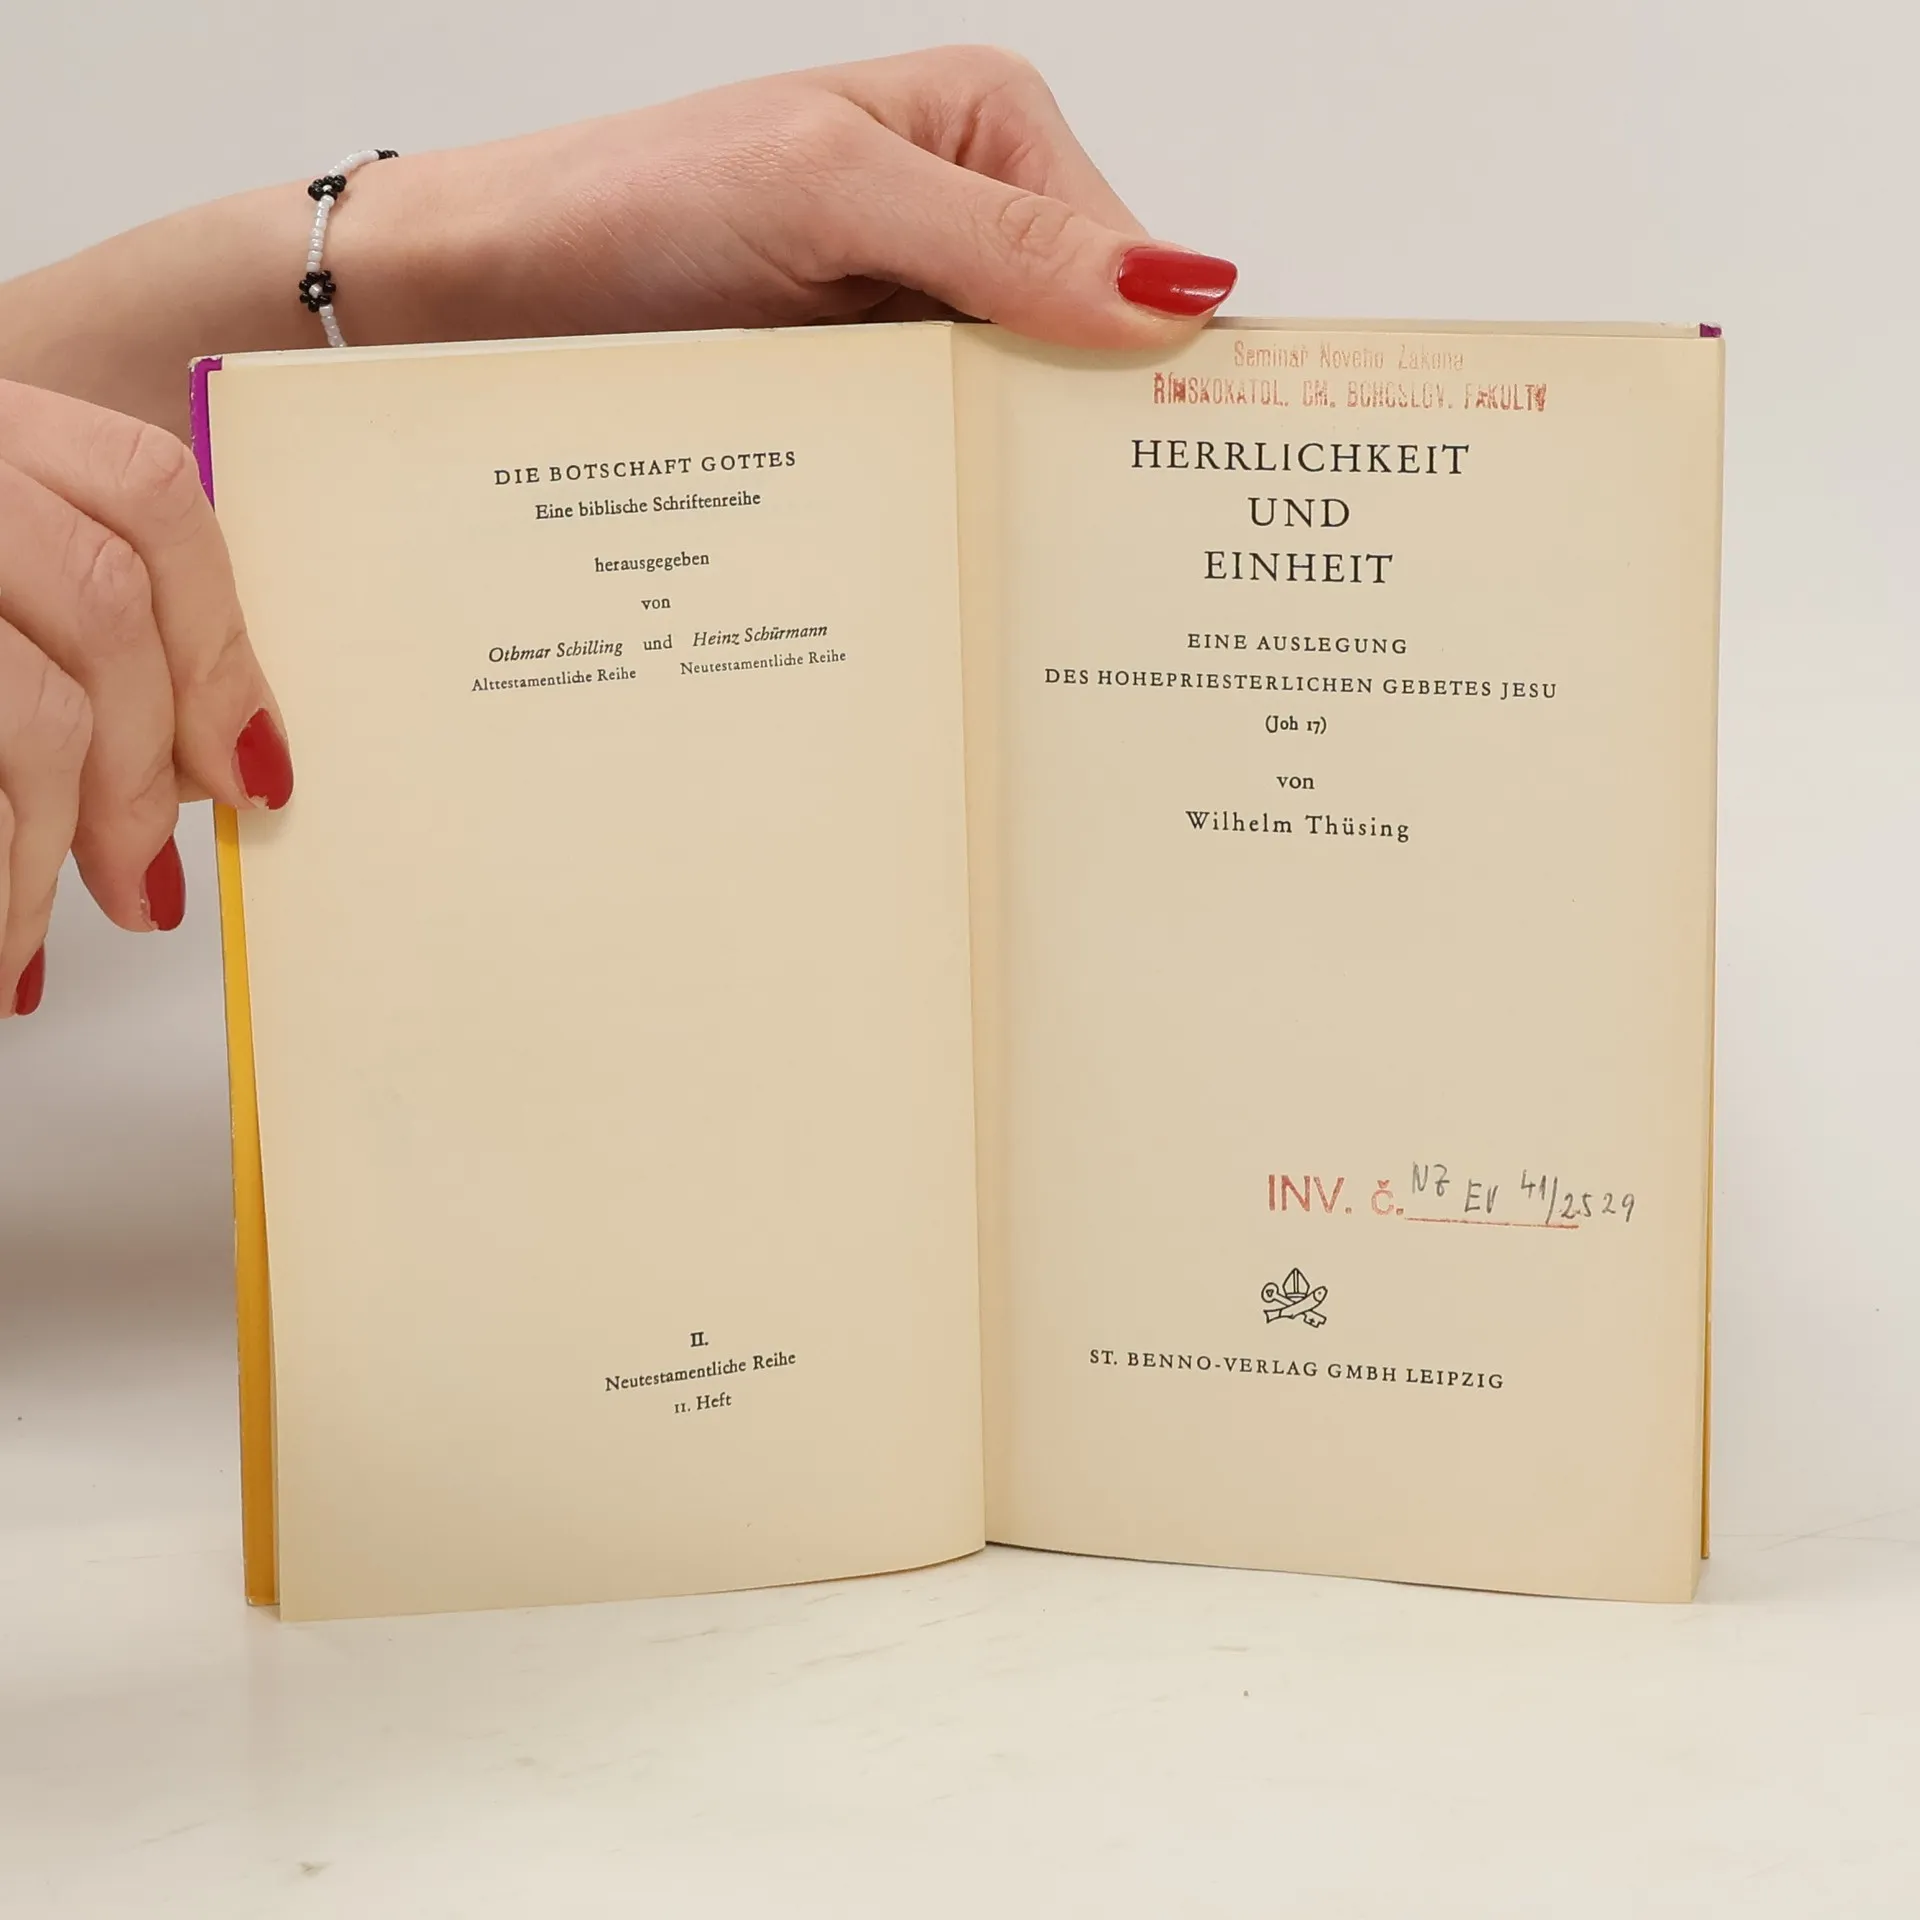 DIE BOTSCHAFT GOTTES
Eine biblische Schriftenreihe
herausgegeben
von
Othmar Schilling und Heinz Schürmann
Alttestamentliche Reihe Neutestamentliche Reihe
II.
Neutestamentliche Reihe
11. Heft
Seminář Nového Zákona
ŘÍMSKOKATOL. CM. BOHOSLOV. FAKULTY
HERRLICHKEIT
UND
EINHEIT
EINE AUSLEGUNG
DES HOHEPRIESTERLICHEN GEBETES JESU
(Joh 17)
von
Wilhelm Thüsing
INV. č. NZ EV 41/2529
ST. BENNO-VERLAG GMBH LEIPZIG